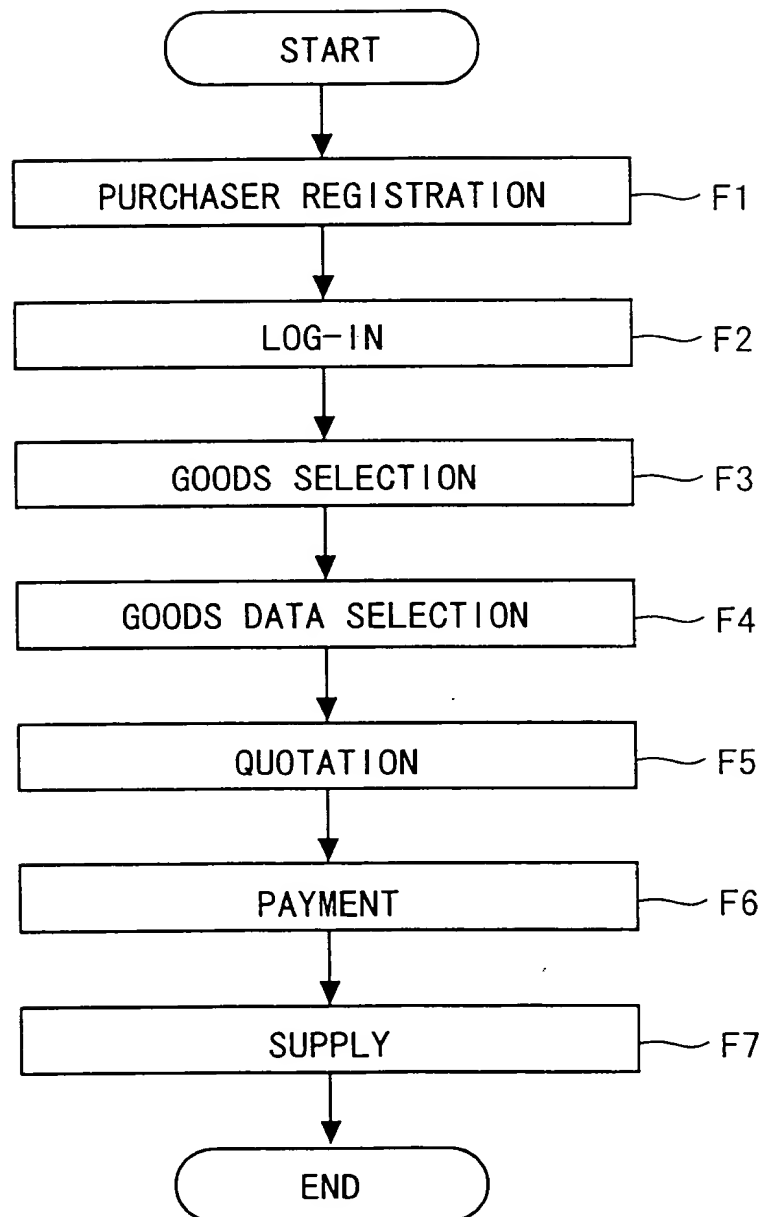 START
PURCHASER REGISTRATION F1
LOG-IN F2
GOODS SELECTION F3
GOODS DATA SELECTION F4
QUOTATION F5
PAYMENT F6
SUPPLY F7
END